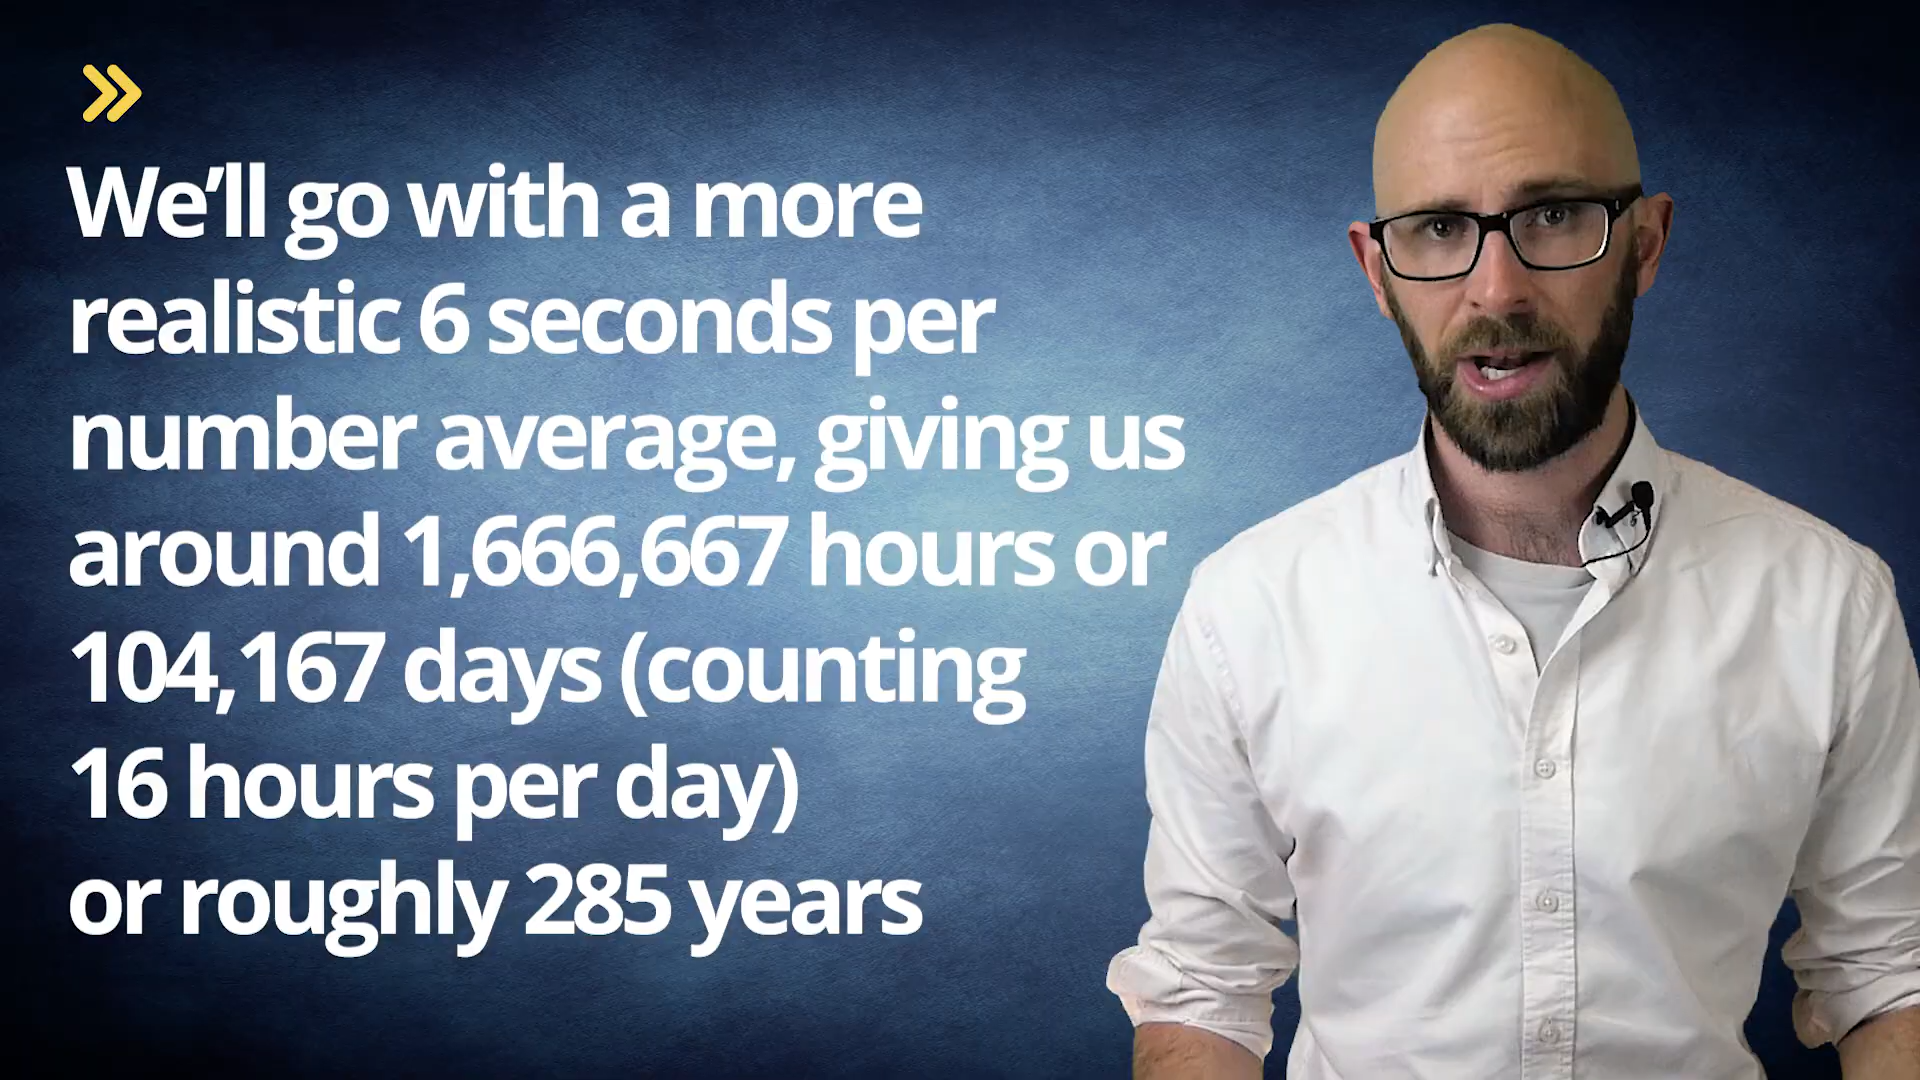 We’ll go with a more
realistic 6 seconds per
number average, giving us
around 1,666,667 hours or
104,167 days (counting
16 hours per day)
or roughly 285 years